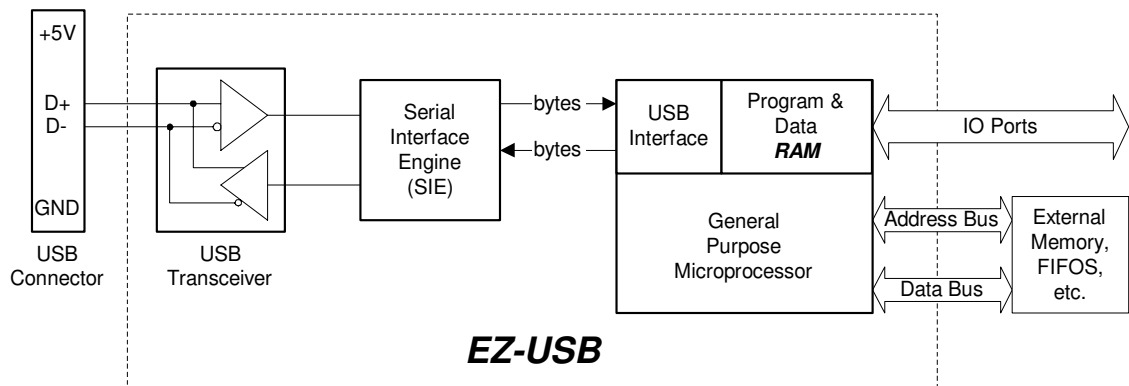 +5V
D+
D-
GND
USB
Connector
USB
Transceiver
Serial
Interface
Engine
(SIE)
bytes
bytes
USB
Interface
Program &
Data
RAM
General
Purpose
Microprocessor
IO Ports
Address Bus
Data Bus
External
Memory,
FIFOS,
etc.
EZ-USB